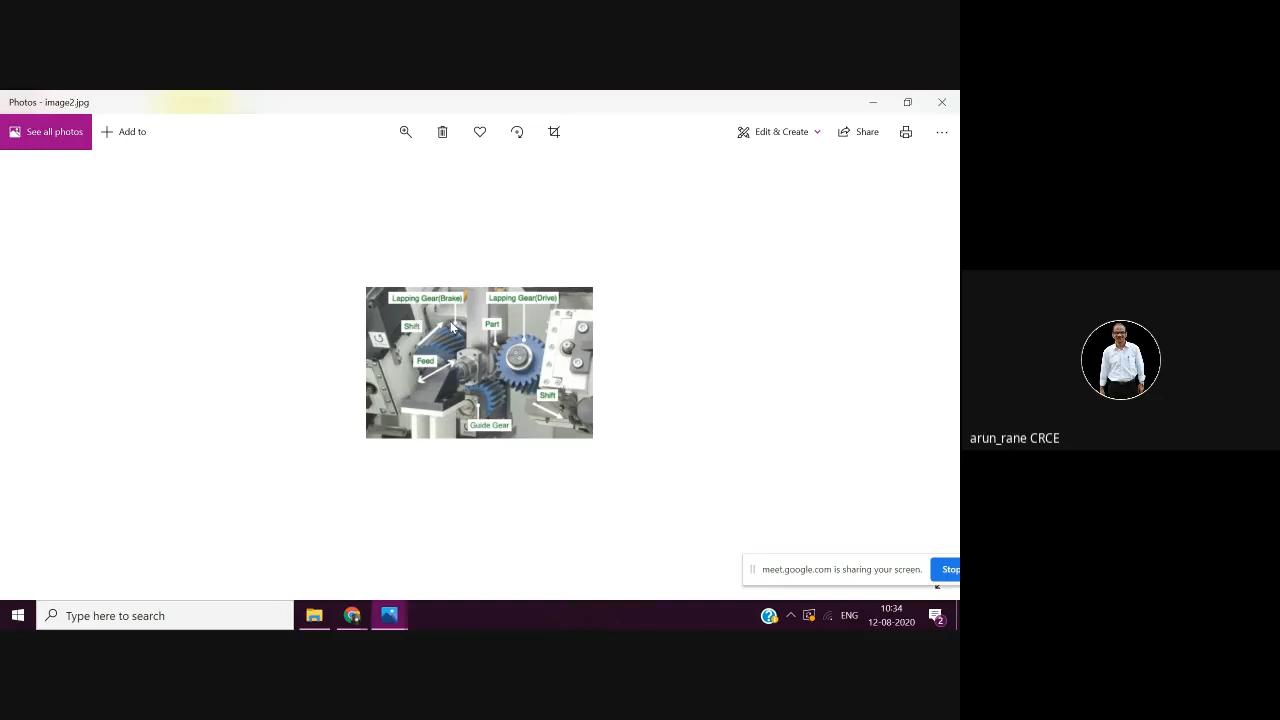 Photos - image2.jpg
See all photos
Add to
Edit & Create
Share
Lapping Gear(Brake)
Lapping Gear(Drive)
Shift
Part
Feed
Shift
Guide Gear
arun_rane CRCE
meet.google.com is sharing your screen.
Stop
Type here to search
ENG
10:34
12-08-2020
2